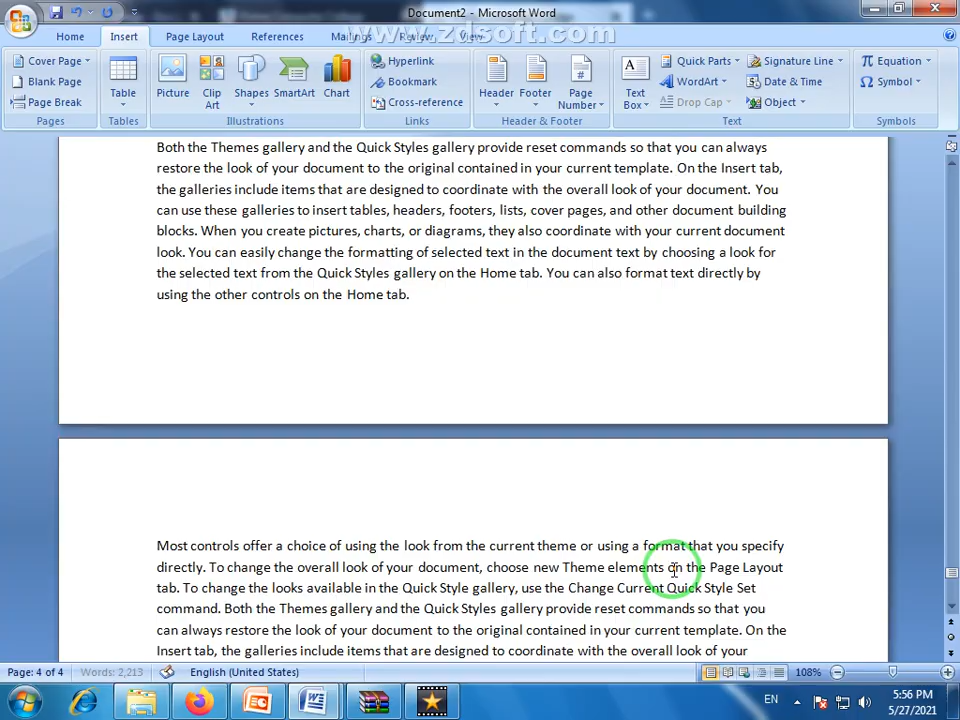 Document2 - Microsoft Word
www.zdsoft.com
Home Insert Page Layout References Mailings Review View
Cover Page
Blank Page
Page Break
Pages
Table
Tables
Picture Clip Art Shapes SmartArt Chart
Illustrations
Hyperlink
Bookmark
Cross-reference
Links
Header Footer Page Number
Header & Footer
Text Box
Quick Parts
WordArt
Drop Cap
Signature Line
Date & Time
Object
Text
Equation
Symbol
Symbols
Both the Themes gallery and the Quick Styles gallery provide reset commands so that you can always
restore the look of your document to the original contained in your current template. On the Insert tab,
the galleries include items that are designed to coordinate with the overall look of your document. You
can use these galleries to insert tables, headers, footers, lists, cover pages, and other document building
blocks. When you create pictures, charts, or diagrams, they also coordinate with your current document
look. You can easily change the formatting of selected text in the document text by choosing a look for
the selected text from the Quick Styles gallery on the Home tab. You can also format text directly by
using the other controls on the Home tab.
Most controls offer a choice of using the look from the current theme or using a format that you specify
directly. To change the overall look of your document, choose new Theme elements on the Page Layout
tab. To change the looks available in the Quick Style gallery, use the Change Current Quick Style Set
command. Both the Themes gallery and the Quick Styles gallery provide reset commands so that you
can always restore the look of your document to the original contained in your current template. On the
Insert tab, the galleries include items that are designed to coordinate with the overall look of your
Page: 4 of 4 Words: 2,213 English (United States) 108%
EN 5:56 PM
5/27/2021